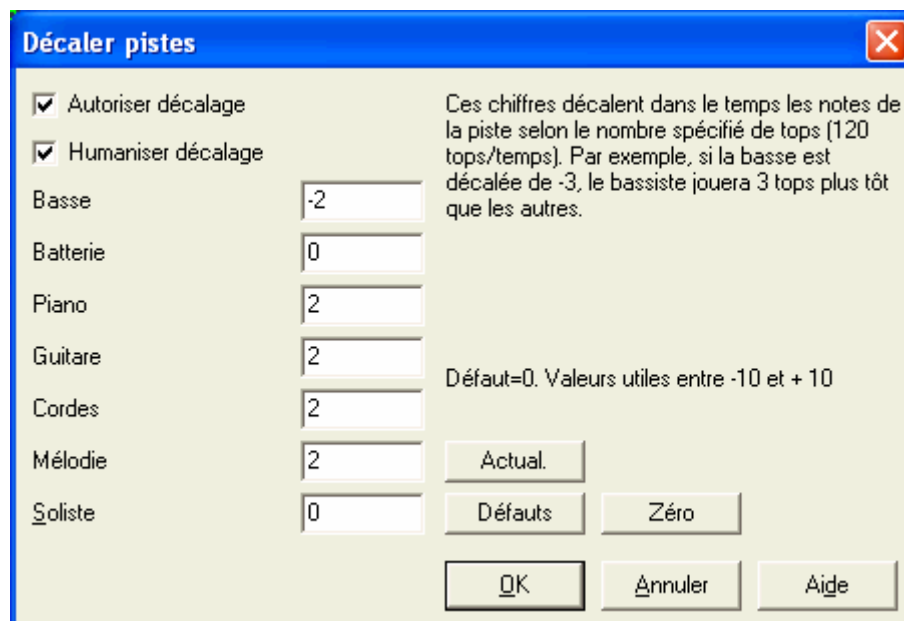 Décaler pistes
Autoriser décalage
Humaniser décalage
Basse -2
Batterie 0
Piano 2
Guitare 2
Cordes 2
Mélodie 2
Soliste 0
Ces chiffres décalent dans le temps les notes de
la piste selon le nombre spécifié de tops (120
tops/temps). Par exemple, si la basse est
décalée de -3, le bassiste jouera 3 tops plus tôt
que les autres.
Défaut=0. Valeurs utiles entre -10 et + 10
Actual.
Défauts Zéro
OK Annuler Aide